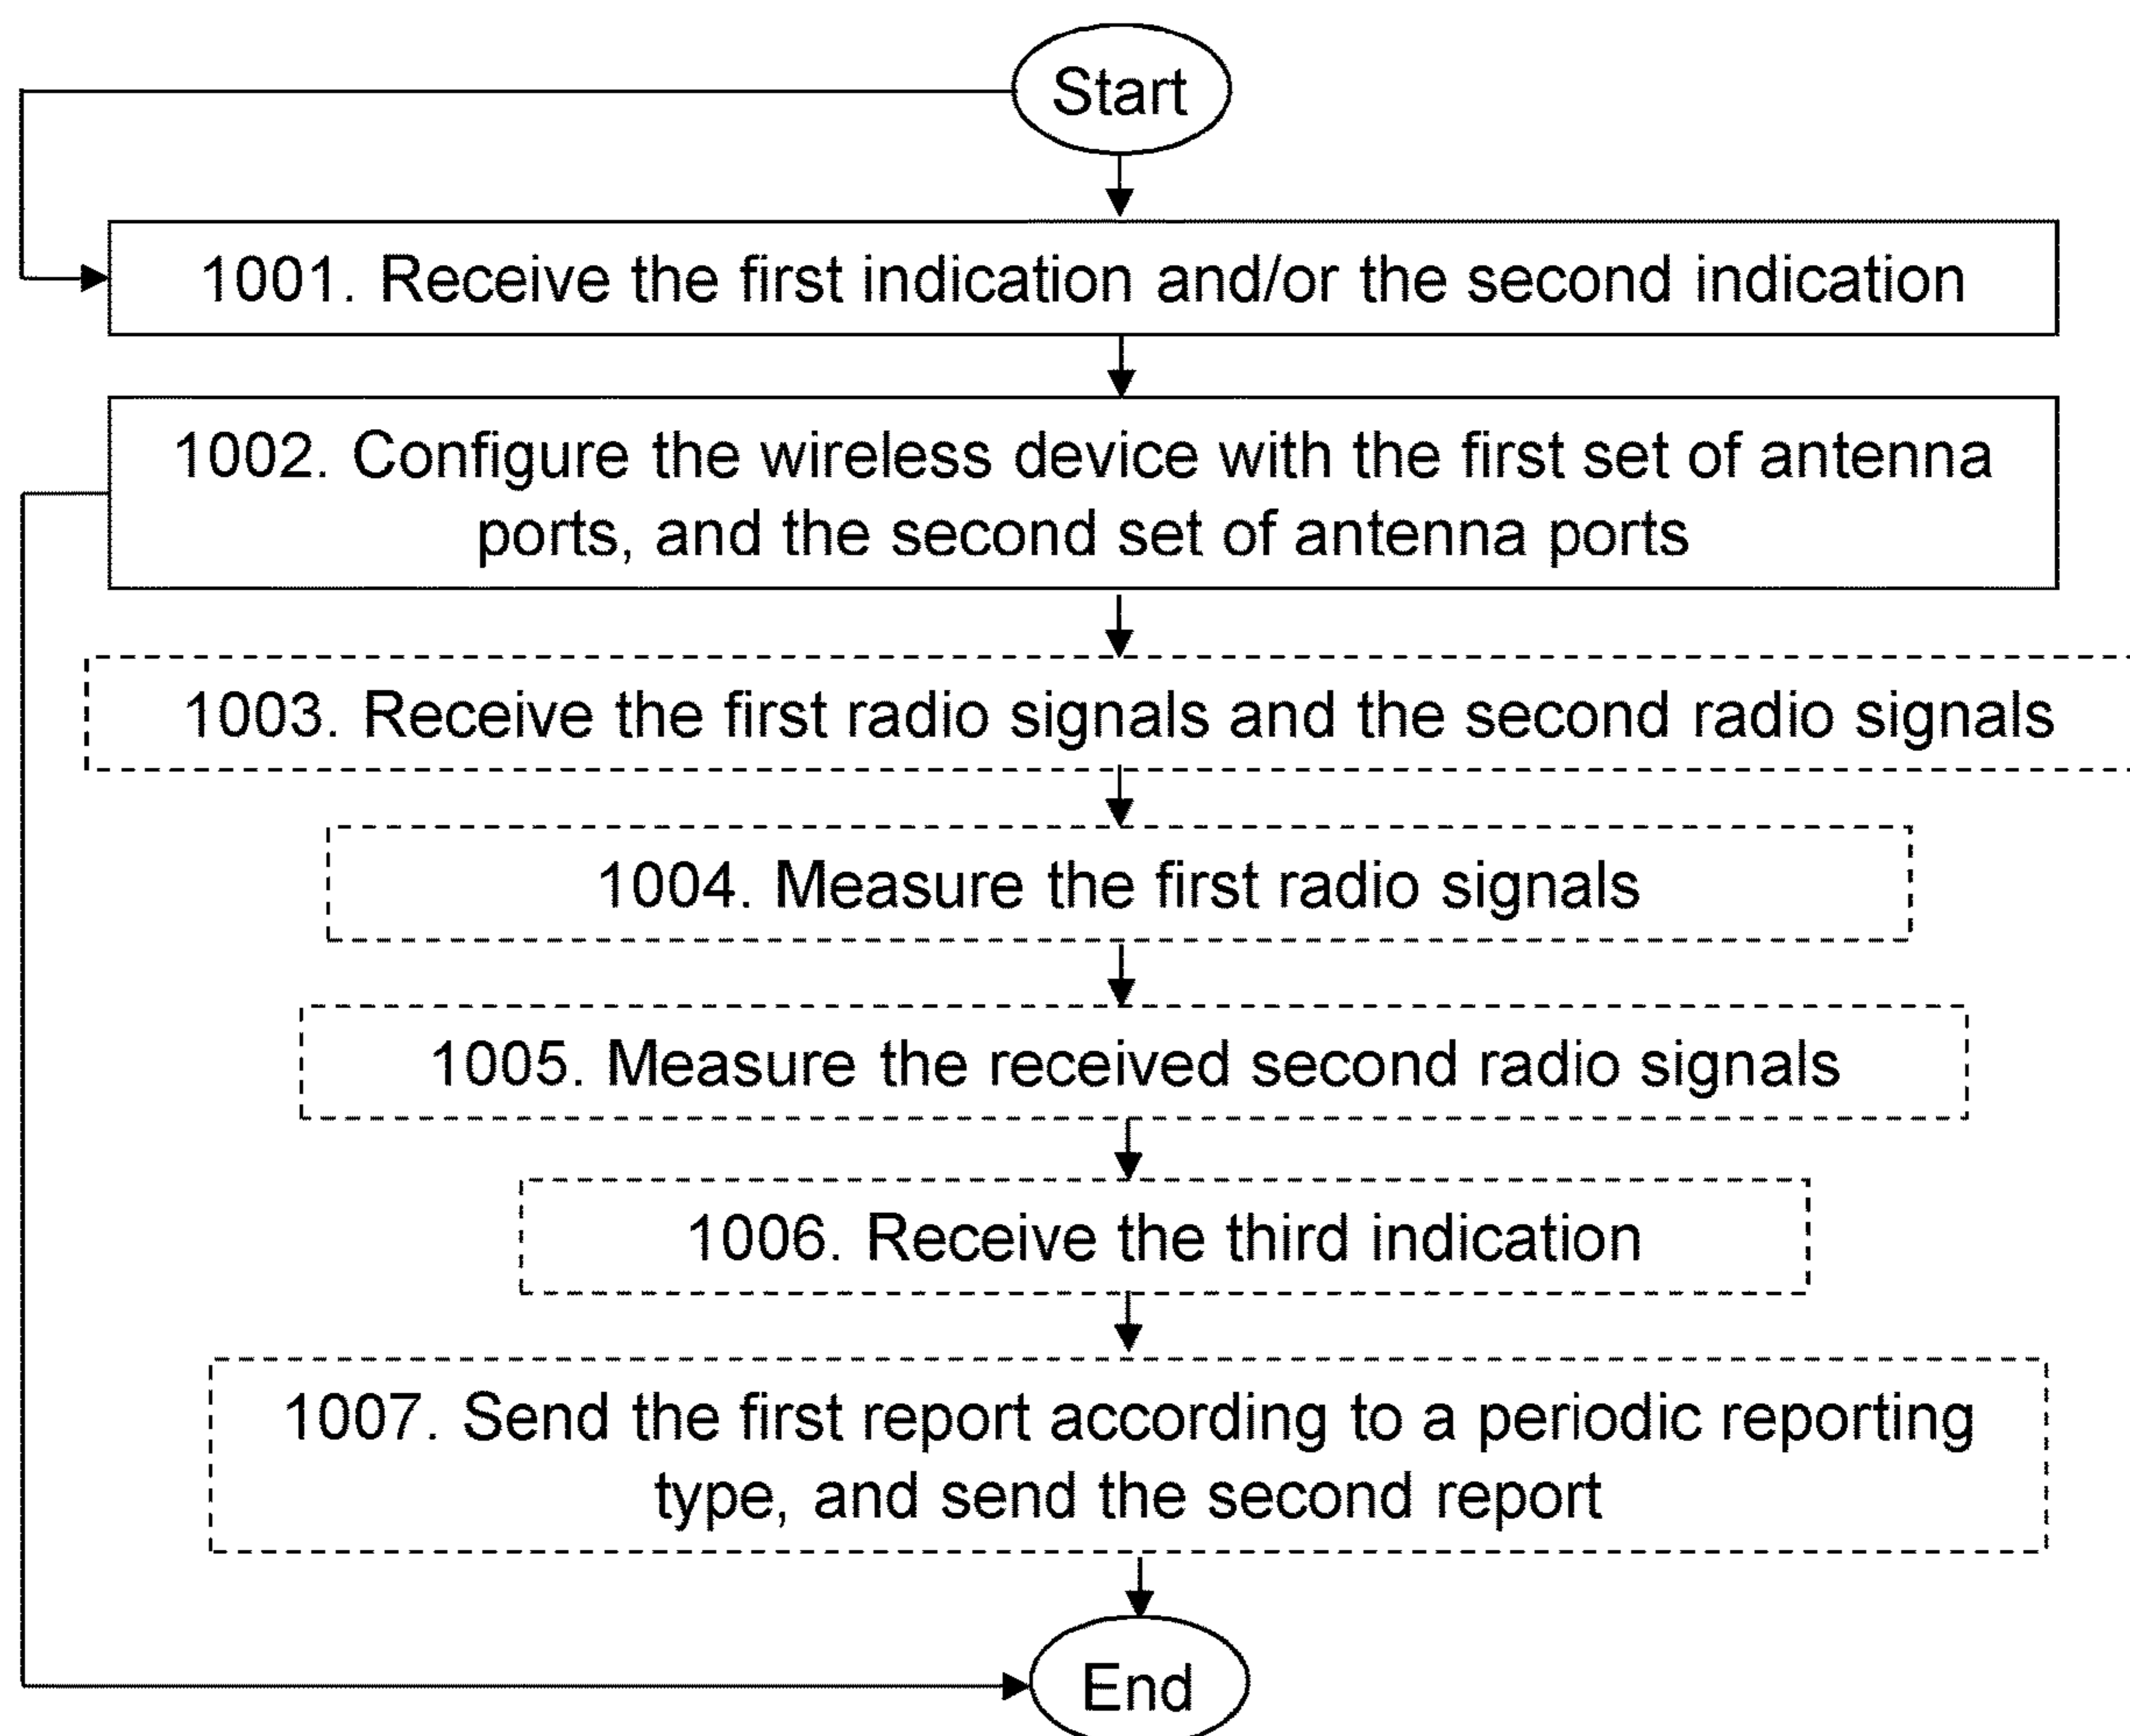 Start
1001. Receive the first indication and/or the second indication
1002. Configure the wireless device with the first set of antenna
ports, and the second set of antenna ports
1003. Receive the first radio signals and the second radio signals
1004. Measure the first radio signals
1005. Measure the received second radio signals
1006. Receive the third indication
1007. Send the first report according to a periodic reporting
type, and send the second report
End